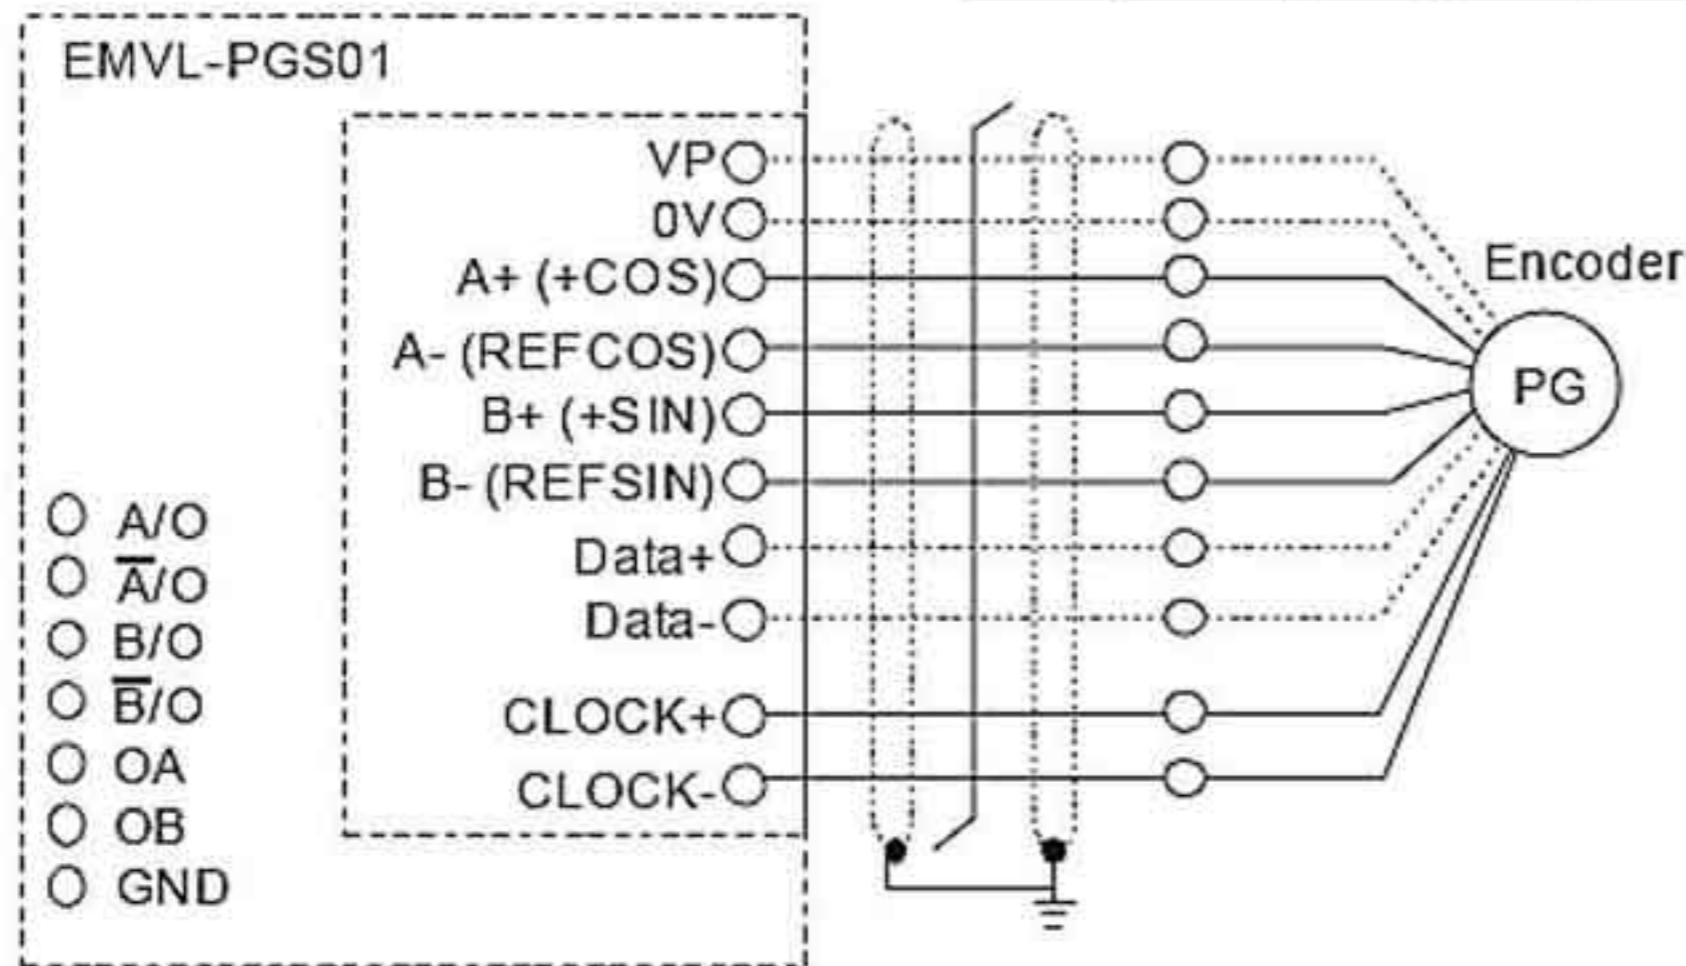 EMVL-PGS01
VP
0V
A+ (+COS)
A- (REFCOS)
B+ (+SIN)
B- (REFSIN)
Data+
Data-
CLOCK+
CLOCK-
A/O
A̅/O
B/O
B̅/O
OA
OB
GND
Encoder
PG